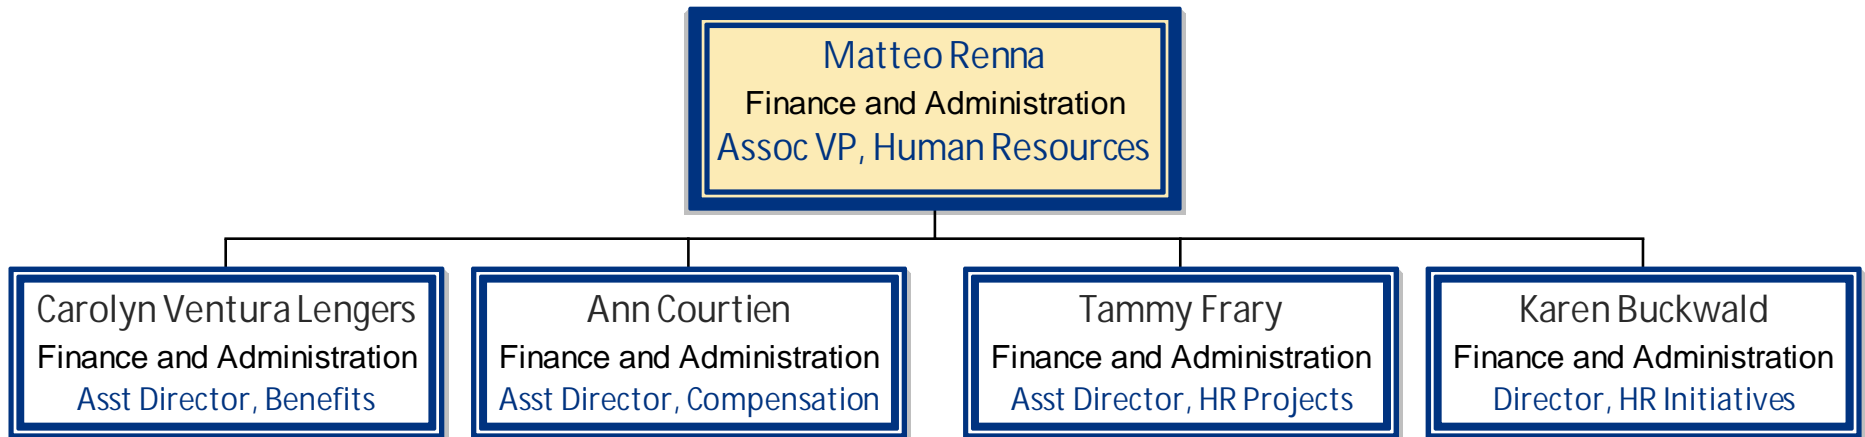 Matteo Renna
Finance and Administration
Assoc VP, Human Resources
Carolyn Ventura Lengers
Finance and Administration
Asst Director, Benefits
Ann Courtien
Finance and Administration
Asst Director, Compensation
Tammy Frary
Finance and Administration
Asst Director, HR Projects
Karen Buckwald
Finance and Administration
Director, HR Initiatives